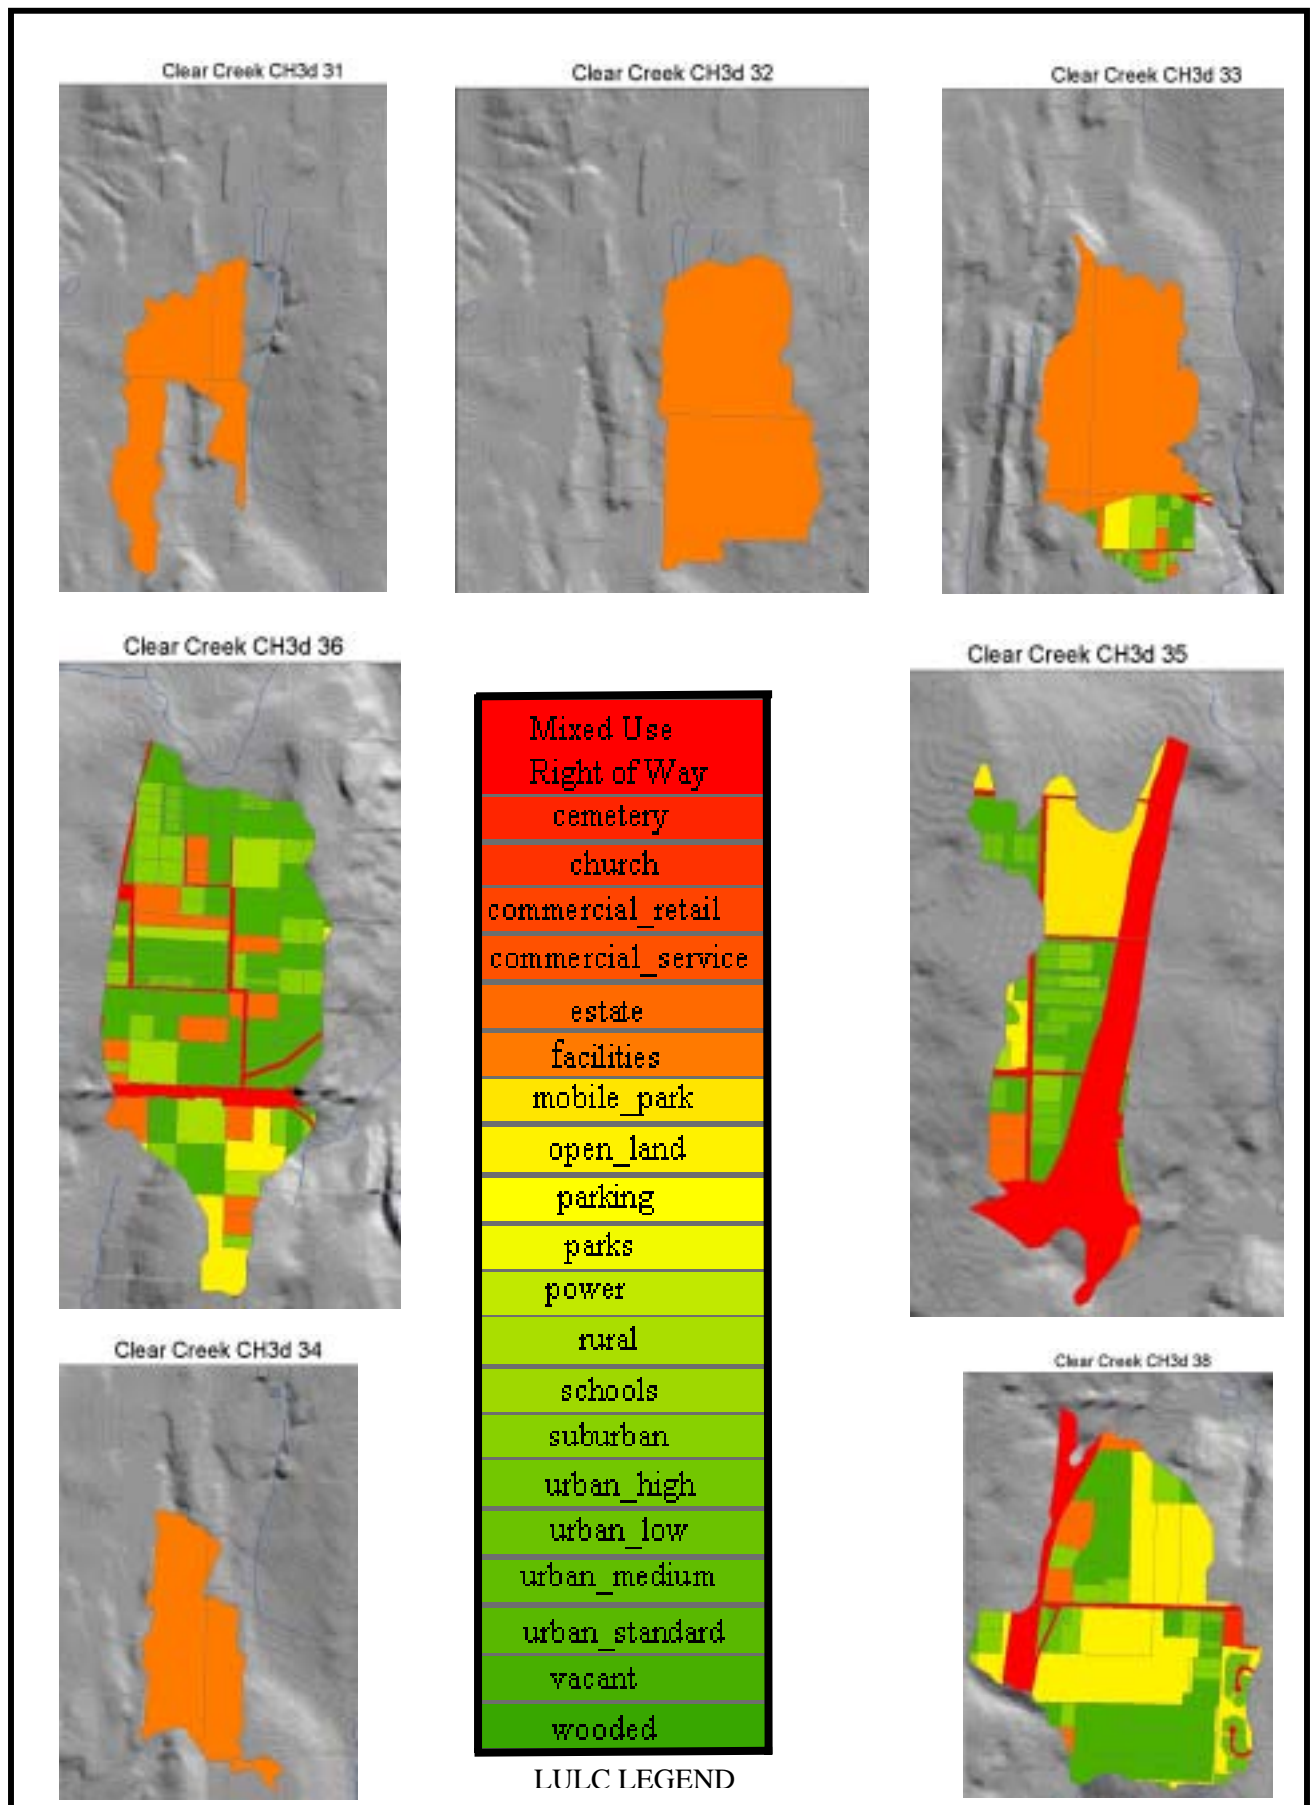 Clear Creek CH3d 31
Clear Creek CH3d 32
Clear Creek CH3d 33
Clear Creek CH3d 36
Clear Creek CH3d 35
Mixed Use
Right of Way
cemetery
church
commercial_retail
commercial_service
estate
facilities
mobile_park
open_land
parking
parks
power
rural
schools
suburban
urban_high
urban_low
urban_medium
urban_standard
vacant
wooded
LULC LEGEND
Clear Creek CH3d 34
Clear Creek CH3d 38